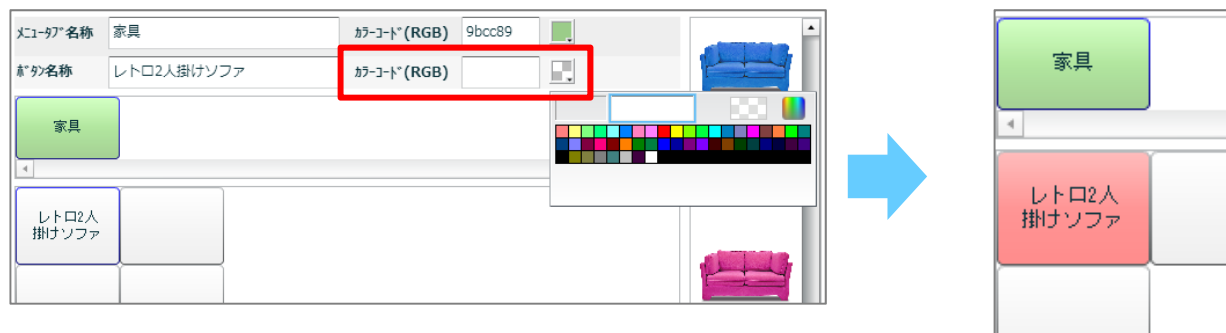 ﾒﾆｭｰﾀﾌﾞ名称 家具 ｶﾗｰｺｰﾄﾞ(RGB) 9bcc89
ﾎﾞﾀﾝ名称 レトロ2人掛けソファ ｶﾗｰｺｰﾄﾞ(RGB)
家具
レトロ2人
掛けソファ
家具
レトロ2人
掛けソファ